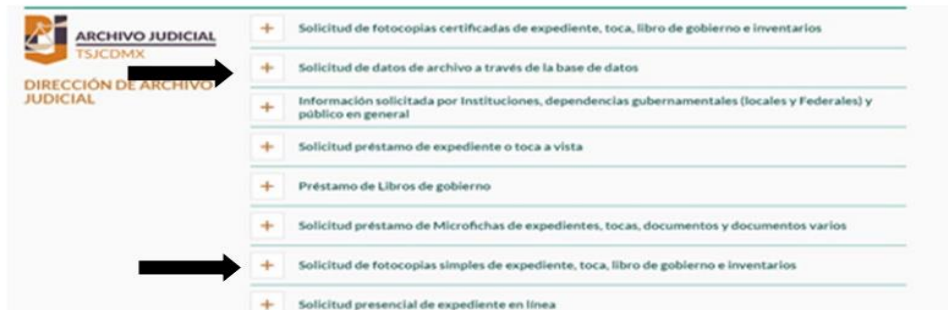 ARCHIVO JUDICIAL
TSJCDMX
DIRECCIÓN DE ARCHIVO
JUDICIAL
Solicitud de fotocopias certificadas de expediente, toca, libro de gobierno e inventarios
Solicitud de datos de archivo a través de la base de datos
Información solicitada por Instituciones, dependencias gubernamentales (locales y Federales) y
público en general
Solicitud préstamo de expediente o toca a vista
Préstamo de Libros de gobierno
Solicitud préstamo de Microfichas de expedientes, tocas, documentos y documentos varios
Solicitud de fotocopias simples de expediente, toca, libro de gobierno e inventarios
Solicitud presencial de expediente en línea